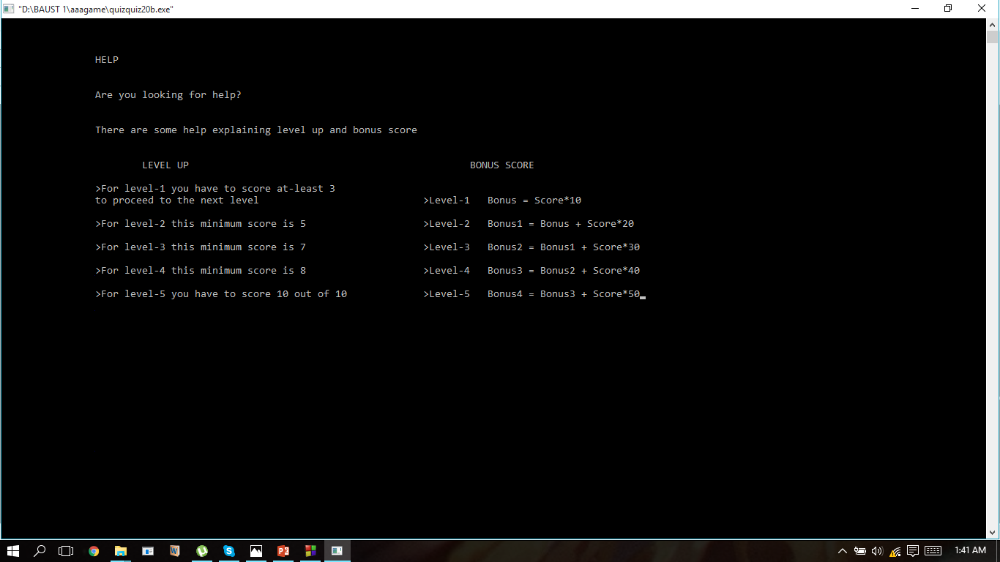 "D:\BAUST 1\aaagame\quizquiz20b.exe"
HELP
Are you looking for help?
There are some help explaining level up and bonus score
LEVEL UP
BONUS SCORE
>For level-1 you have to score at-least 3
to proceed to the next level
>Level-1 Bonus = Score*10
>For level-2 this minimum score is 5
>Level-2 Bonus1 = Bonus + Score*20
>For level-3 this minimum score is 7
>Level-3 Bonus2 = Bonus1 + Score*30
>For level-4 this minimum score is 8
>Level-4 Bonus3 = Bonus2 + Score*40
>For level-5 you have to score 10 out of 10
>Level-5 Bonus4 = Bonus3 + Score*50
1:41 AM